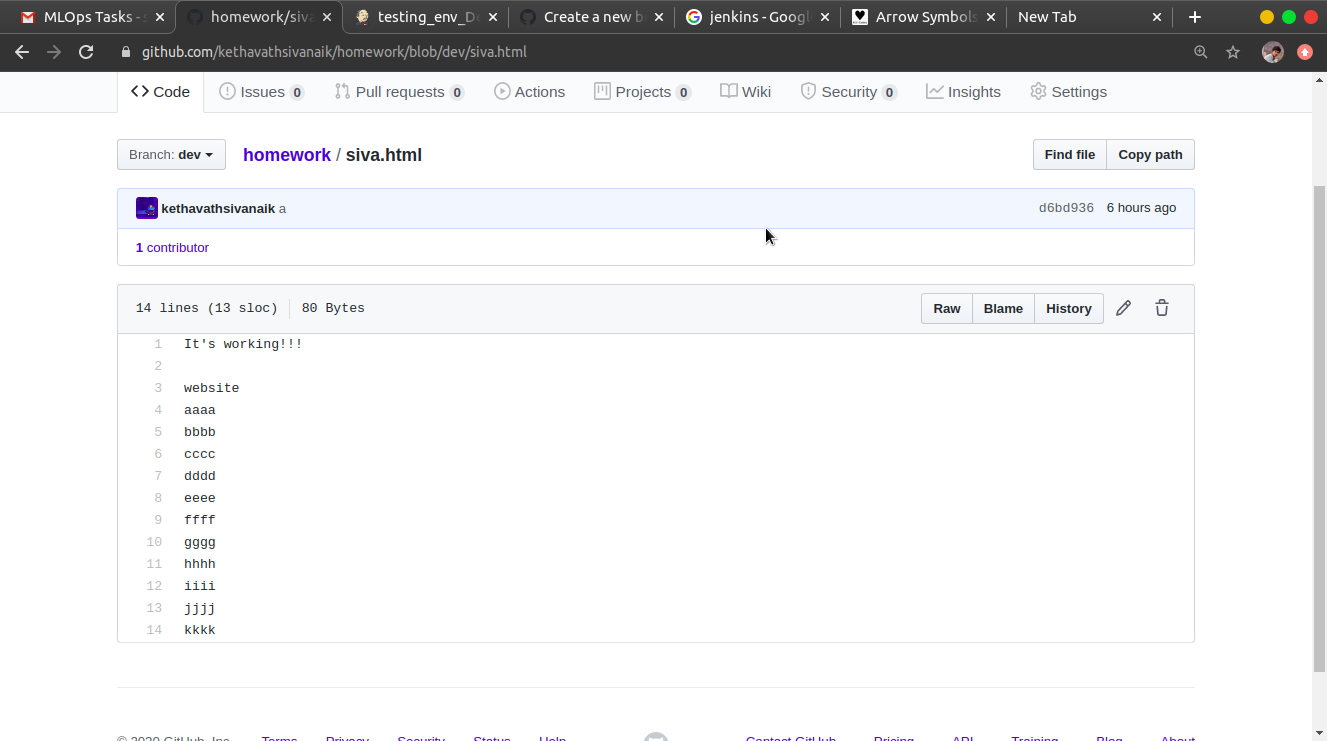 MLOps Tasks - s
homework/siva
testing_env_De
Create a new b
jenkins - Googl
Arrow Symbols
New Tab
github.com/kethavathsivanaik/homework/blob/dev/siva.html
Code
Issues 0
Pull requests 0
Actions
Projects 0
Wiki
Security 0
Insights
Settings
Branch: dev
homework / siva.html
Find file
Copy path
kethavathsivanaik a
d6bd936
6 hours ago
1 contributor
14 lines (13 sloc)
80 Bytes
Raw
Blame
History
1 It's working!!!
2
3 website
4 aaaa
5 bbbb
6 cccc
7 dddd
8 eeee
9 ffff
10 gggg
11 hhhh
12 iiii
13 jjjj
14 kkkk
© 2020 GitHub, Inc.
Terms
Privacy
Security
Status
Help
Contact GitHub
Pricing
API
Training
Blog
About